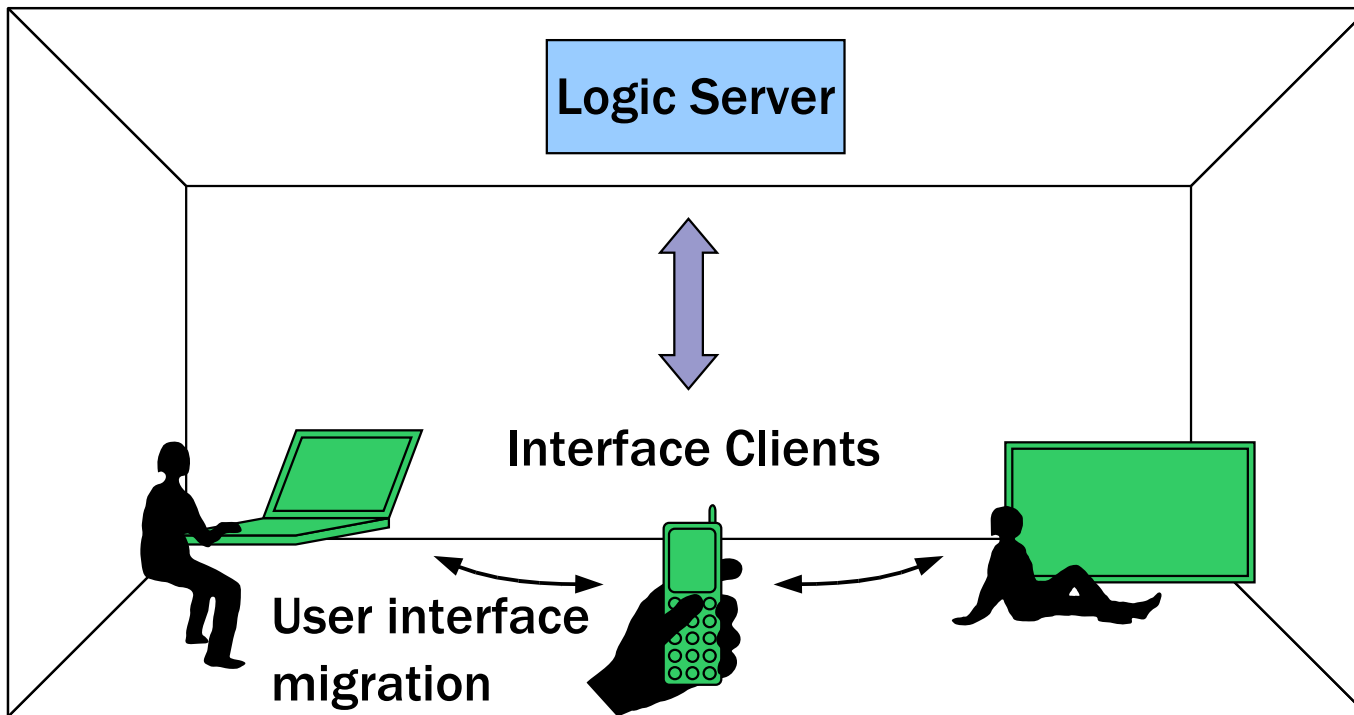 Logic Server
Interface Clients
User interface
migration